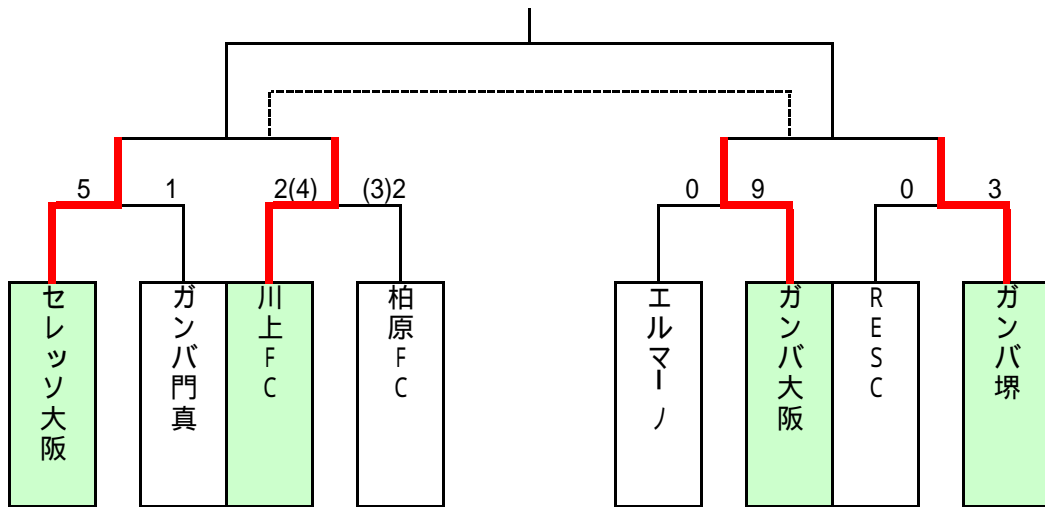 5 1 2(4) (3)2 0 9 0 3
セレッソ大阪
ガンバ門真
川上FC
柏原FC
エルマーノ
ガンバ大阪
RESC
ガンバ堺